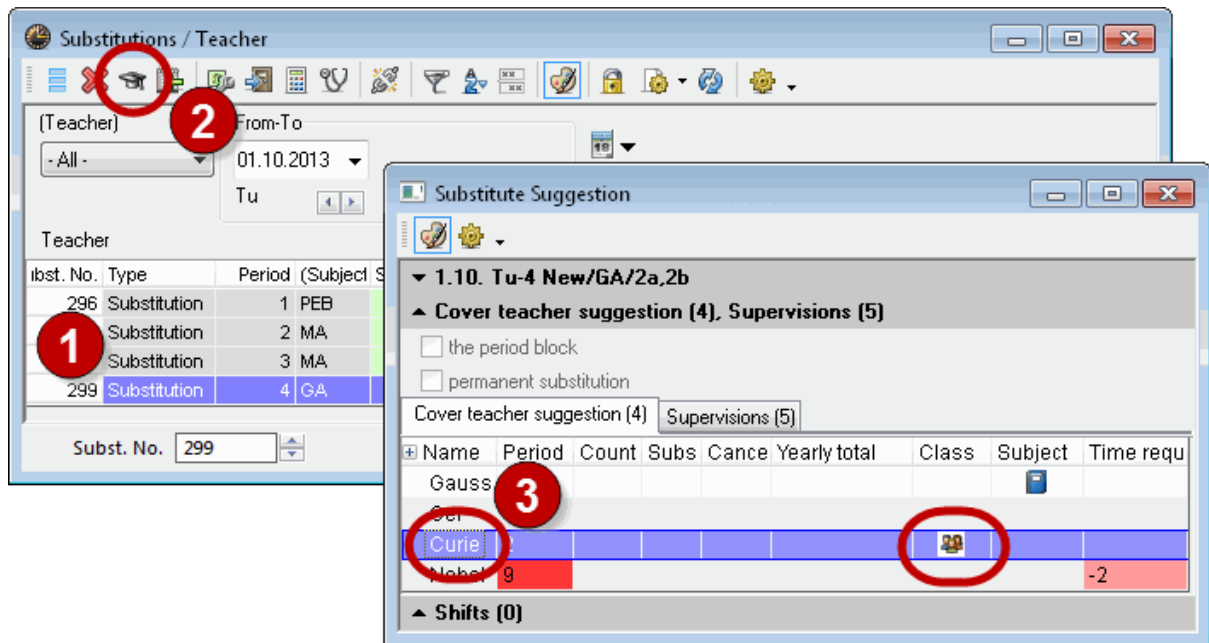 Substitutions / Teacher
2
(Teacher)
From-To
- All -
01.10.2013
18
Tu
Teacher
ıbst. No. Type Period (Subject S
296 Substitution 1 PEB
Substitution 2 MA
1
Substitution 3 MA
299 Substitution 4 GA
Subst. No. 299
Substitute Suggestion
1.10. Tu-4 New/GA/2a,2b
Cover teacher suggestion (4), Supervisions (5)
the period block
permanent substitution
Cover teacher suggestion (4) Supervisions (5)
Name Period Count Subs Cance Yearly total Class Subject Time requ
Gauss
3
Curie 2
Nobel 9 -2
Shifts (0)